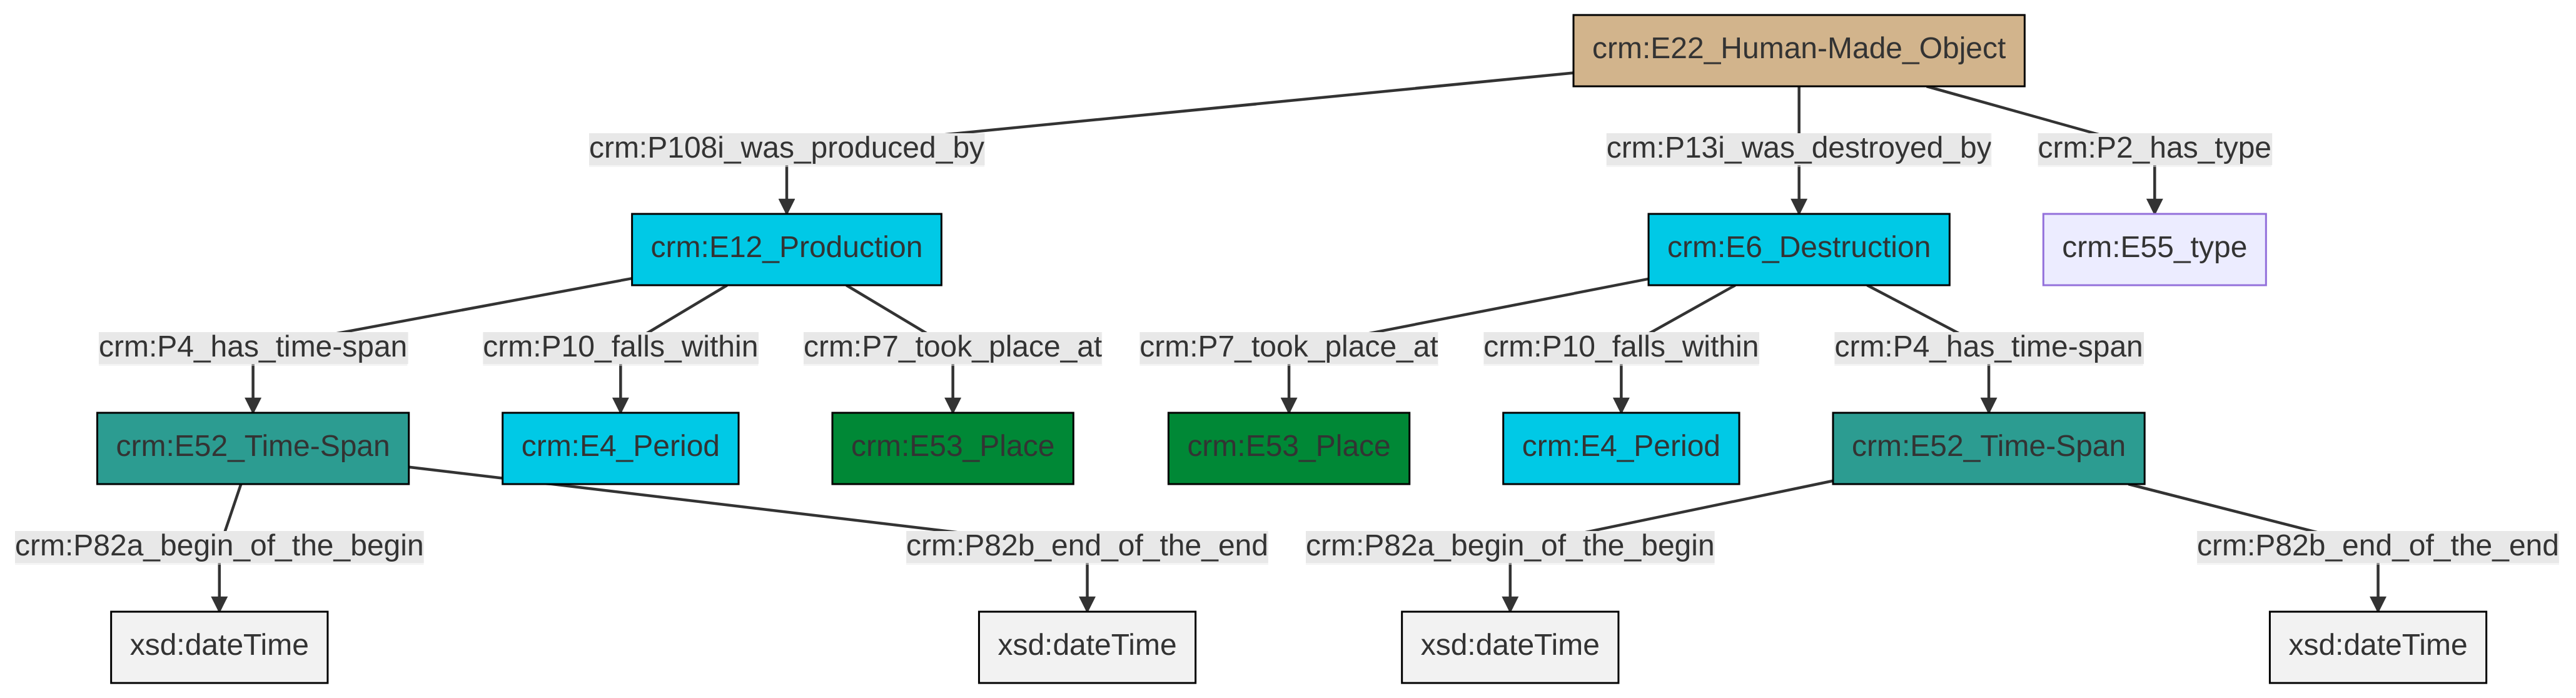 crm:E22_Human-Made_Object
crm:P108i_was_produced_by
crm:P13i_was_destroyed_by
crm:P2_has_type
crm:E12_Production
crm:E6_Destruction
crm:E55_type
crm:P4_has_time-span
crm:P10_falls_within
crm:P7_took_place_at
crm:P7_took_place_at
crm:P10_falls_within
crm:P4_has_time-span
crm:E52_Time-Span
crm:E4_Period
crm:E53_Place
crm:E53_Place
crm:E4_Period
crm:E52_Time-Span
crm:P82a_begin_of_the_begin
crm:P82b_end_of_the_end
crm:P82a_begin_of_the_begin
crm:P82b_end_of_the_end
xsd:dateTime
xsd:dateTime
xsd:dateTime
xsd:dateTime